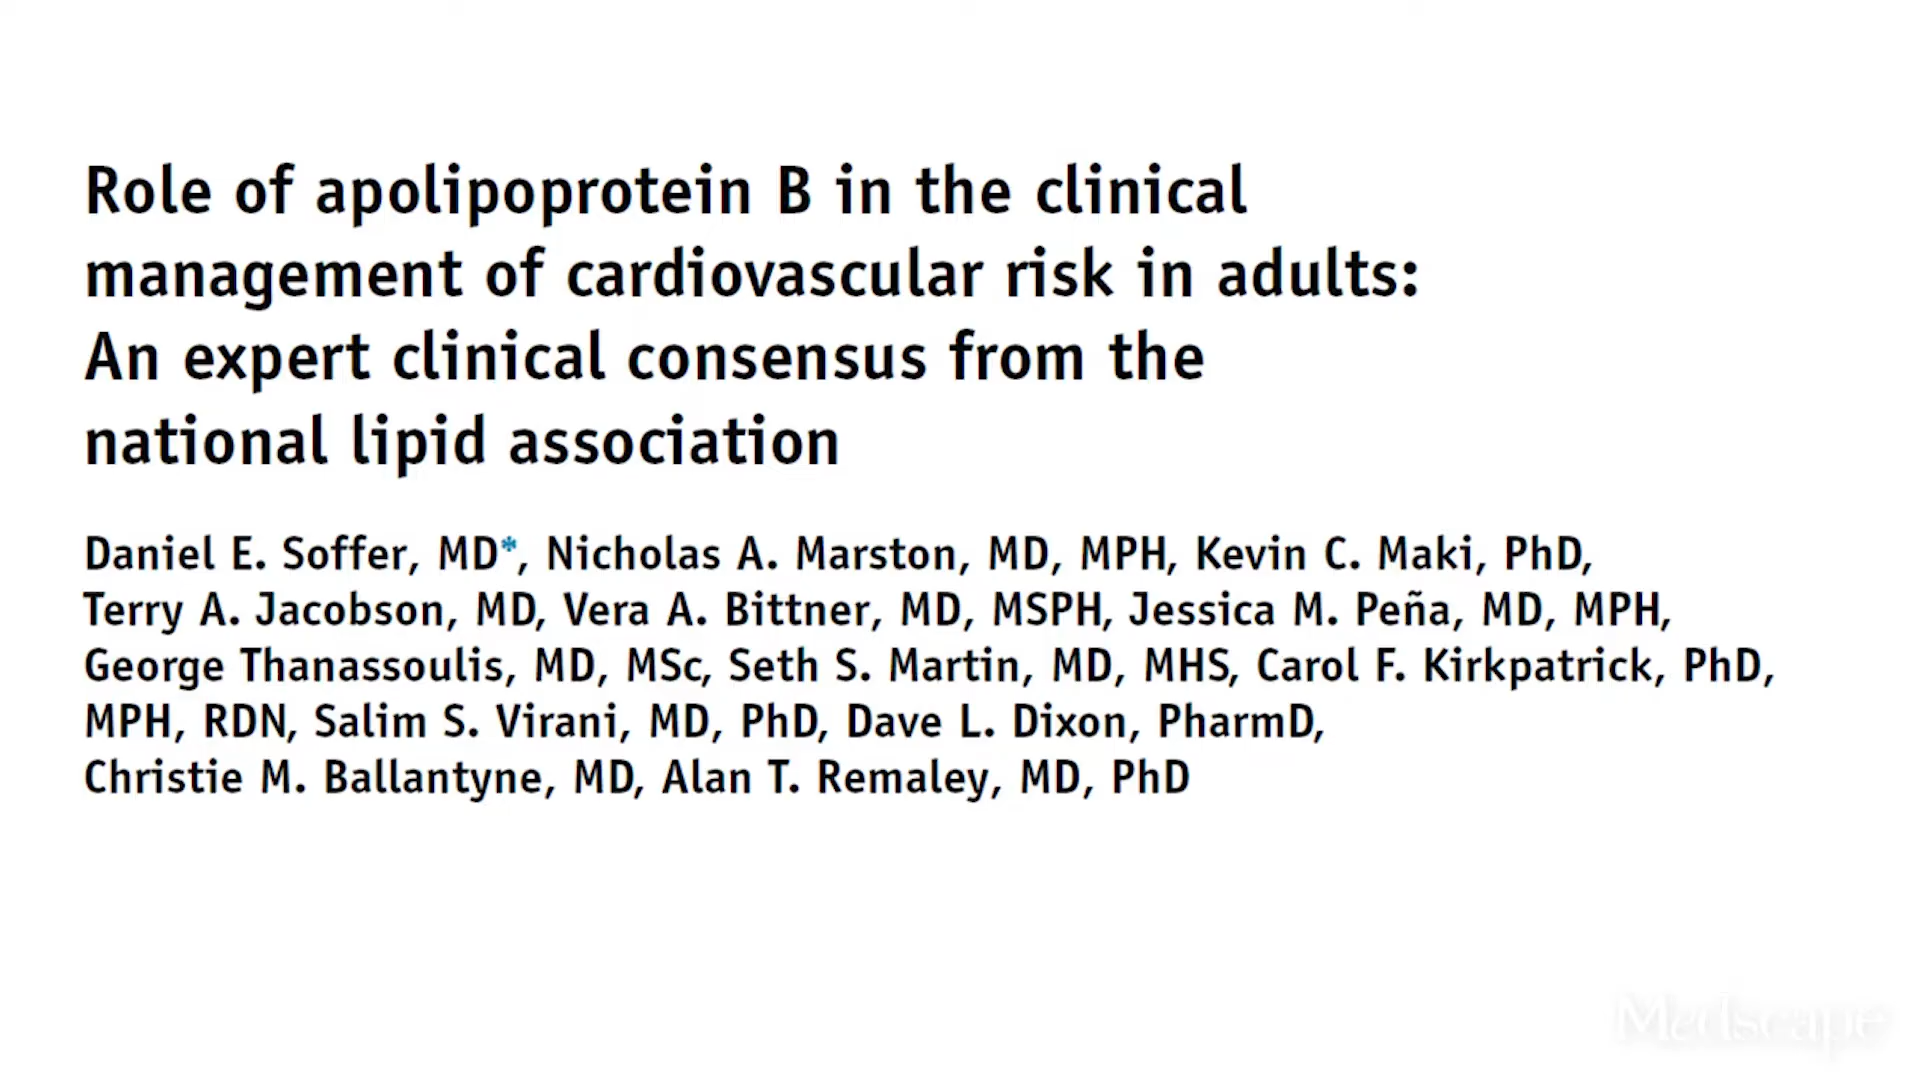 Role of apolipoprotein B in the clinical
management of cardiovascular risk in adults:
An expert clinical consensus from the
national lipid association
Daniel E. Soffer, MD*, Nicholas A. Marston, MD, MPH, Kevin C. Maki, PhD,
Terry A. Jacobson, MD, Vera A. Bittner, MD, MSPH, Jessica M. Peña, MD, MPH,
George Thanassoulis, MD, MSc, Seth S. Martin, MD, MHS, Carol F. Kirkpatrick, PhD,
MPH, RDN, Salim S. Virani, MD, PhD, Dave L. Dixon, PharmD,
Christie M. Ballantyne, MD, Alan T. Remaley, MD, PhD
Medscape